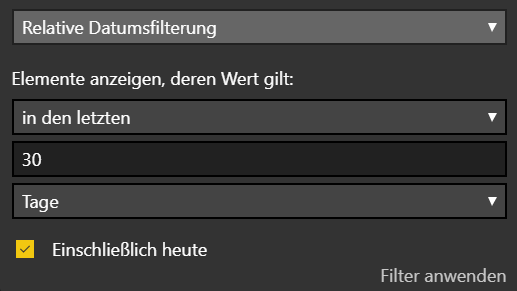 Relative Datumsfilterung
Elemente anzeigen, deren Wert gilt:
in den letzten
30
Tage
Einschließlich heute
Filter anwenden